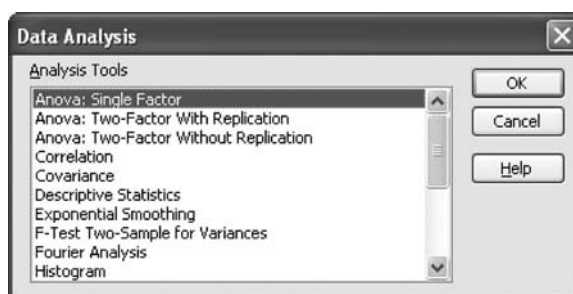 Data Analysis
Analysis Tools
Anova: Single Factor
Anova: Two-Factor With Replication
Anova: Two-Factor Without Replication
Correlation
Covariance
Descriptive Statistics
Exponential Smoothing
F-Test Two-Sample for Variances
Fourier Analysis
Histogram
OK
Cancel
Help